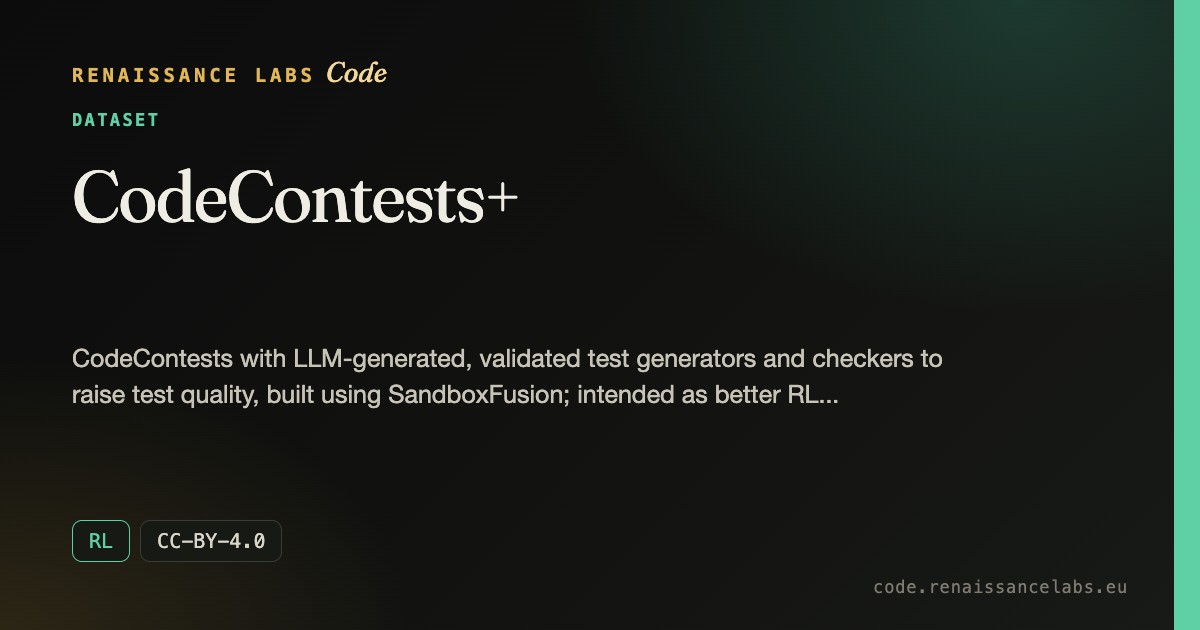 RENAISSANCE LABS Code
DATASET
CodeContests+
CodeContests with LLM-generated, validated test generators and checkers to
raise test quality, built using SandboxFusion; intended as better RL...
RL CC-BY-4.0
code.renaissancelabs.eu